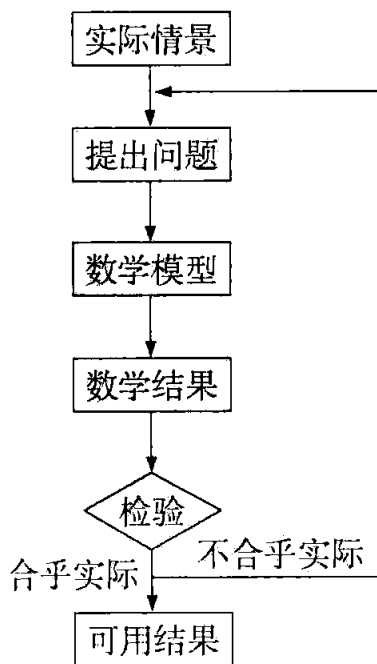 实际情景
提出问题
数学模型
数学结果
检验
合乎实际
不合乎实际
可用结果